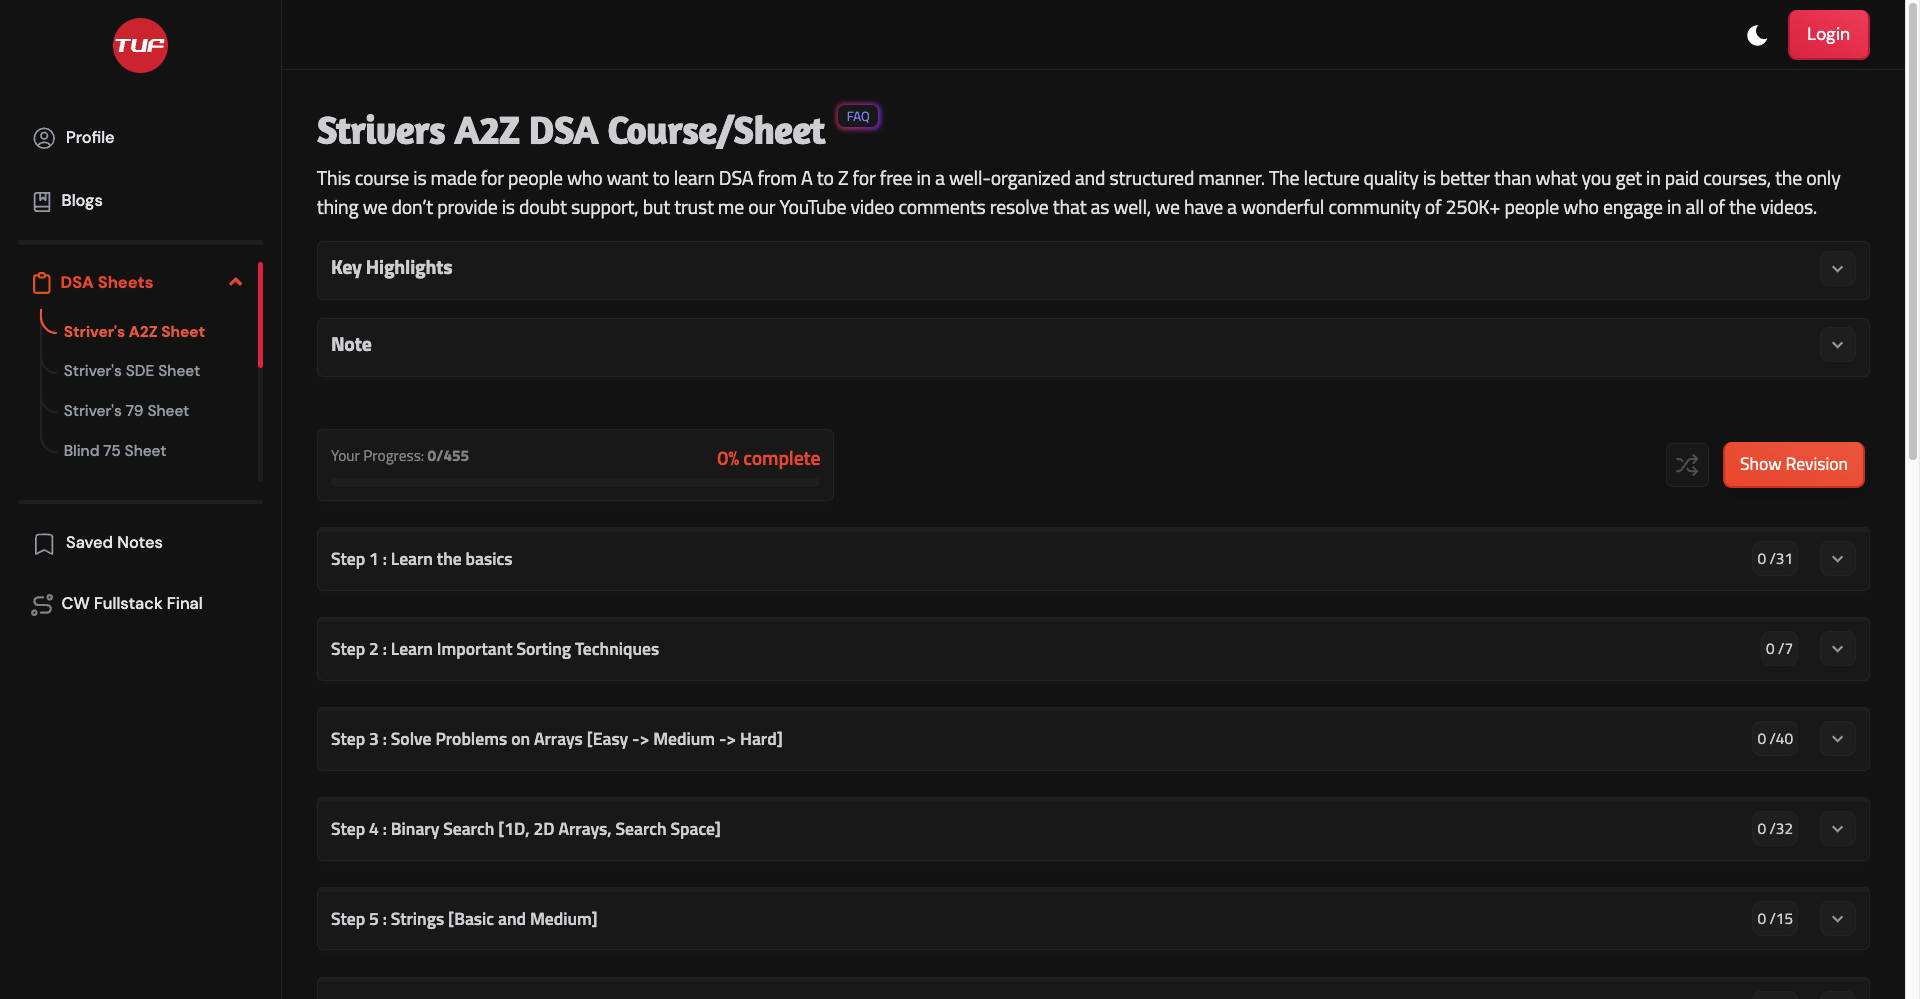 TUF
Login
Profile
Blogs
DSA Sheets
Striver's A2Z Sheet
Striver's SDE Sheet
Striver's 79 Sheet
Blind 75 Sheet
Saved Notes
CW Fullstack Final
Strivers A2Z DSA Course/Sheet FAQ
This course is made for people who want to learn DSA from A to Z for free in a well-organized and structured manner. The lecture quality is better than what you get in paid courses, the only
thing we don’t provide is doubt support, but trust me our YouTube video comments resolve that as well, we have a wonderful community of 250K+ people who engage in all of the videos.
Key Highlights
Note
Your Progress: 0/455 0% complete
Show Revision
Step 1 : Learn the basics 0 /31
Step 2 : Learn Important Sorting Techniques 0 /7
Step 3 : Solve Problems on Arrays [Easy -> Medium -> Hard] 0 /40
Step 4 : Binary Search [1D, 2D Arrays, Search Space] 0 /32
Step 5 : Strings [Basic and Medium] 0 /15